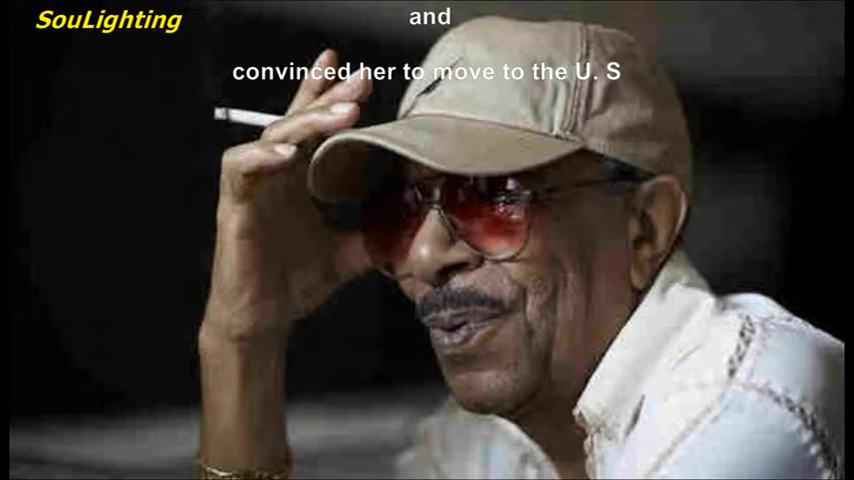 SouLighting
and
convinced her to move to the U. S